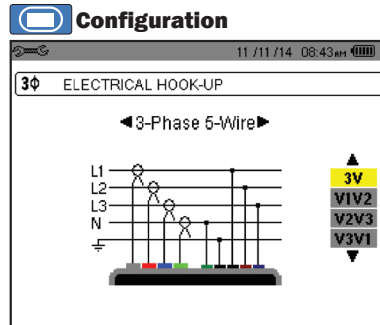 Configuration
11 /11 /14 08:43AM
3Φ ELECTRICAL HOOK-UP
◄3-Phase 5-Wire►
L1
L2
L3
N
3V
V1V2
V2V3
V3V1